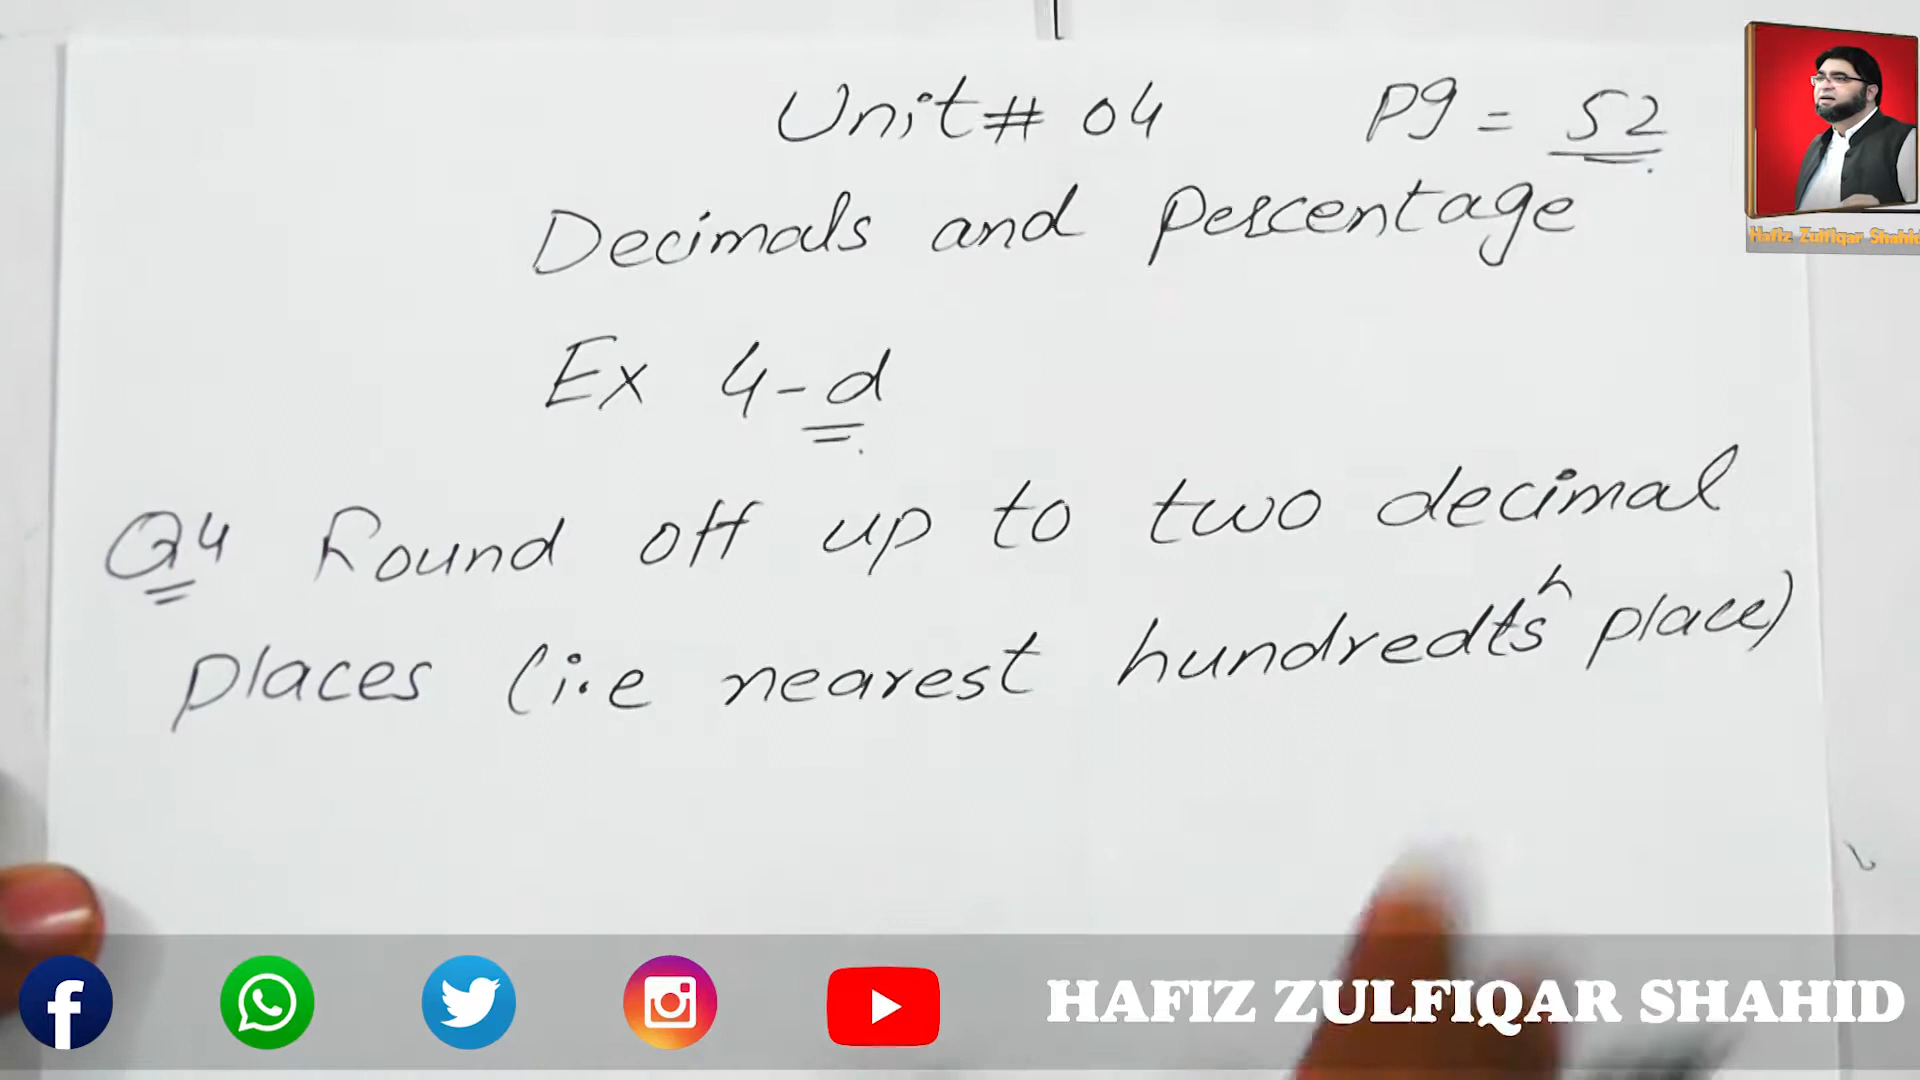 Unit# 04 Pg = 52
Decimals and Percentage
Ex 4-d
Q4 Round off up to two decimal
places (i.e nearest hundredths place)
Hafiz Zulfiqar Shahid
HAFIZ ZULFIQAR SHAHID